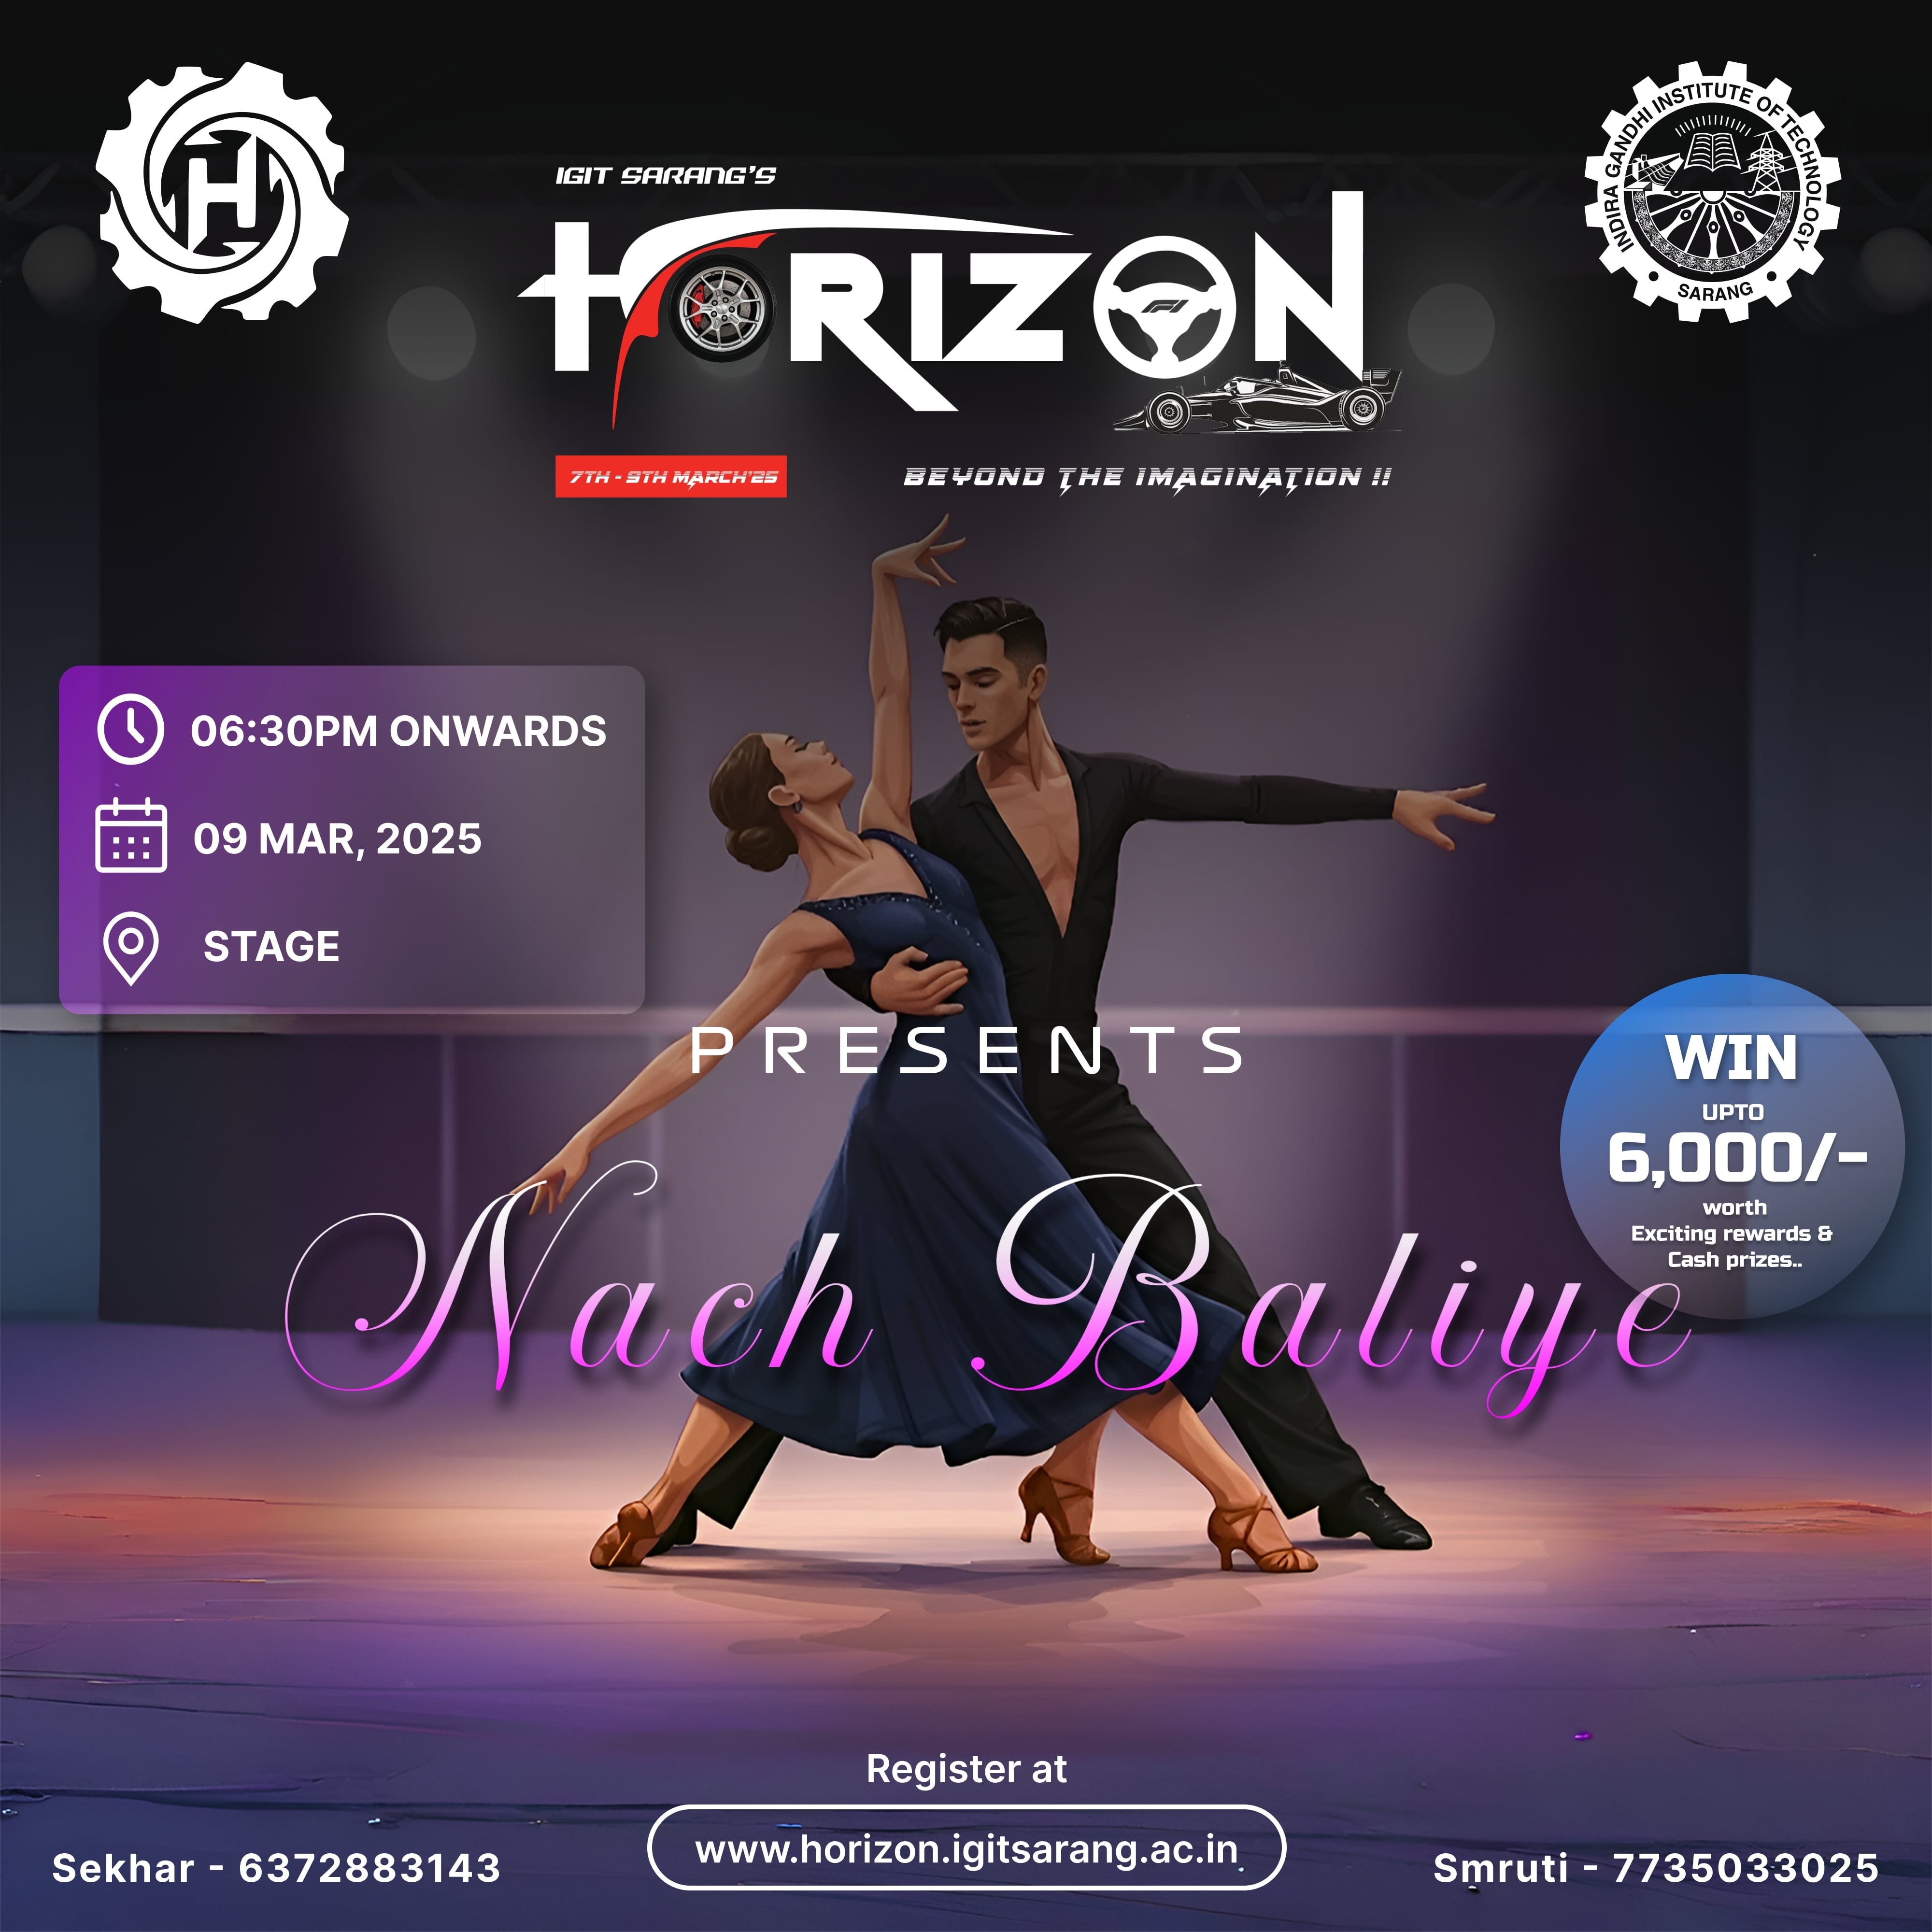 H
INDIRA GANDHI INSTITUTE OF TECHNOLOGY
SARANG
IGIT SARANG'S
HORIZON
7TH - 9TH MARCH'25
BEYOND THE IMAGINATION !!
06:30PM ONWARDS
09 MAR, 2025
STAGE
PRESENTS
WIN
UPTO
6,000/-
worth
Exciting rewards &
Cash prizes..
Nach Baliye
Register at
www.horizon.igitsarang.ac.in
Sekhar - 6372883143
Smruti - 7735033025